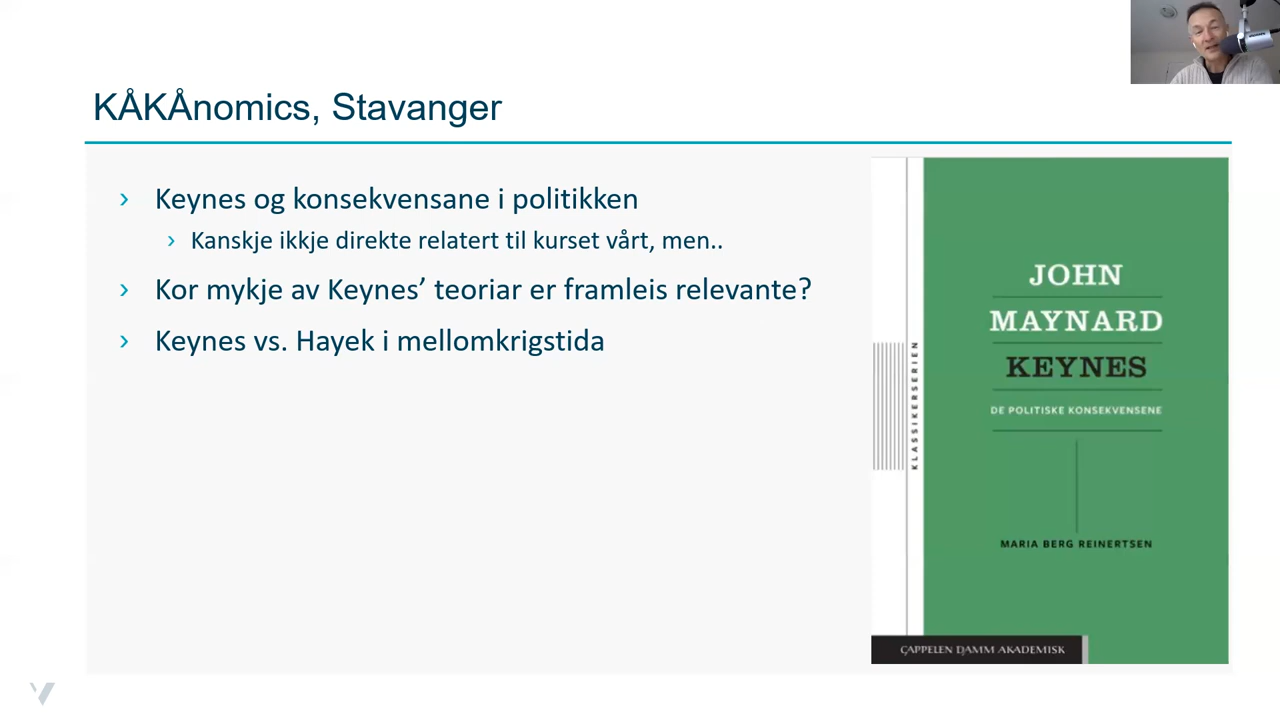 KÅKÅnomics, Stavanger
Keynes og konsekvensane i politikken
Kanskje ikkje direkte relatert til kurset vårt, men..
Kor mykje av Keynes’ teoriar er framleis relevante?
Keynes vs. Hayek i mellomkrigstida
KLASSIKERSERIEN
JOHN
MAYNARD
KEYNES
DE POLITISKE KONSEKVENSENE
MARIA BERG REINERTSEN
CAPPELEN DAMM AKADEMISK